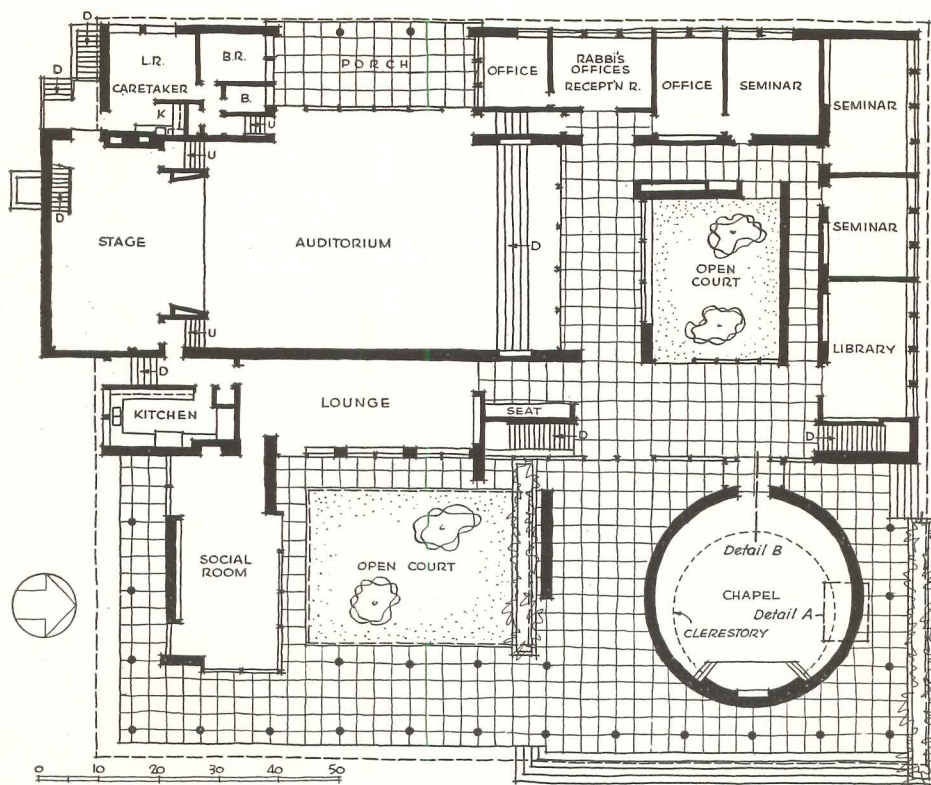 D
L.R.
B.R.
PORCH
CARETAKER
OFFICE
RABBI'S
OFFICES
RECEPT'N R.
OFFICE
SEMINAR
SEMINAR
D
B.
K
U
U
D
STAGE
AUDITORIUM
D
SEMINAR
OPEN
COURT
U
LIBRARY
D
LOUNGE
KITCHEN
SEAT
D
D
SOCIAL
ROOM
OPEN COURT
Detail B
CHAPEL
Detail A
CLERESTORY
0 10 20 30 40 50